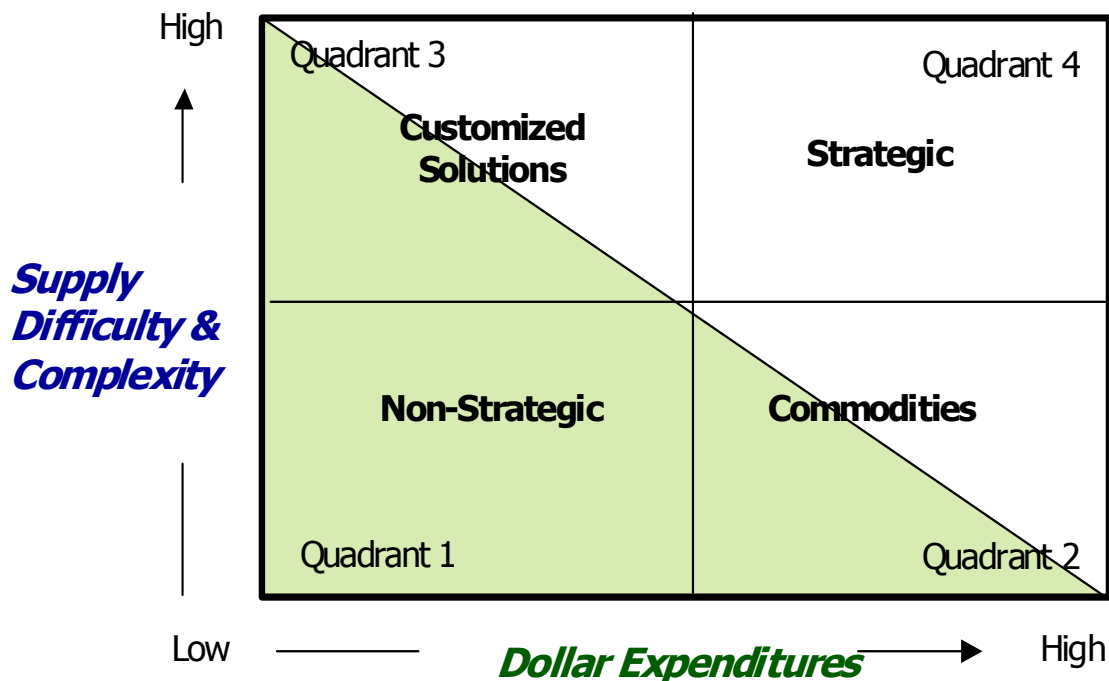 High
Quadrant 3
Quadrant 4
Customized
Solutions
Strategic
Supply
Difficulty &
Complexity
Non-Strategic
Commodities
Quadrant 1
Quadrant 2
Low
Dollar Expenditures
High